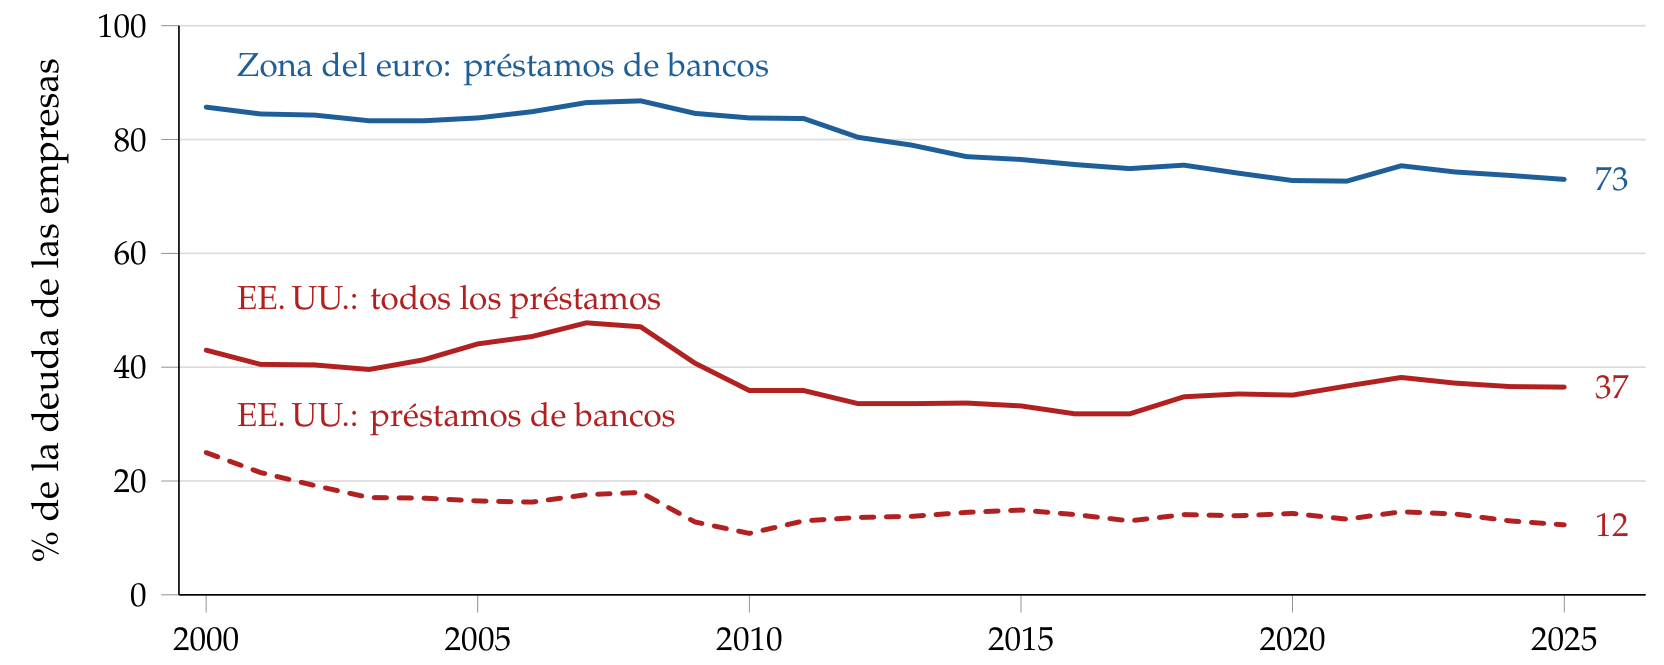 % de la deuda de las empresas
100
80
60
40
20
0
Zona del euro: préstamos de bancos
73
EE. UU.: todos los préstamos
37
EE. UU.: préstamos de bancos
12
2000 2005 2010 2015 2020 2025